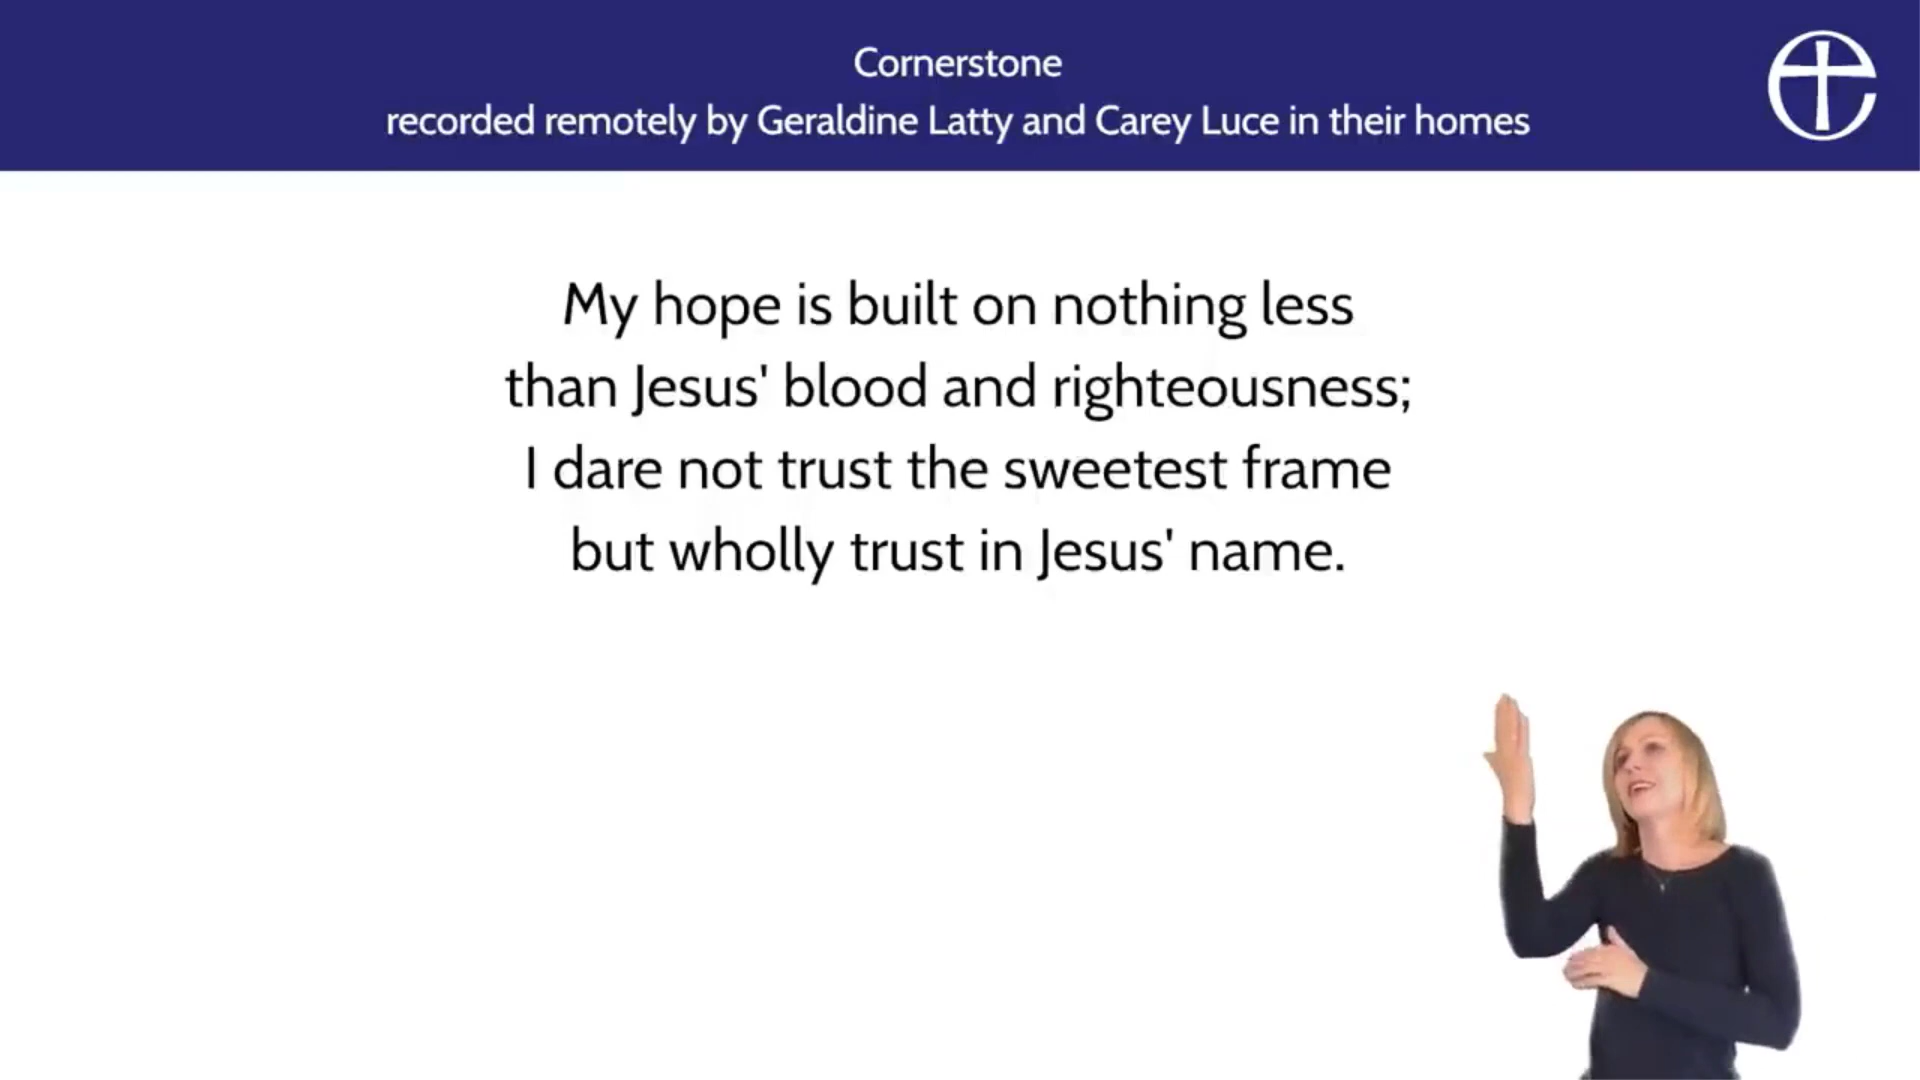 Cornerstone
recorded remotely by Geraldine Latty and Carey Luce in their homes
My hope is built on nothing less
than Jesus' blood and righteousness;
I dare not trust the sweetest frame
but wholly trust in Jesus' name.